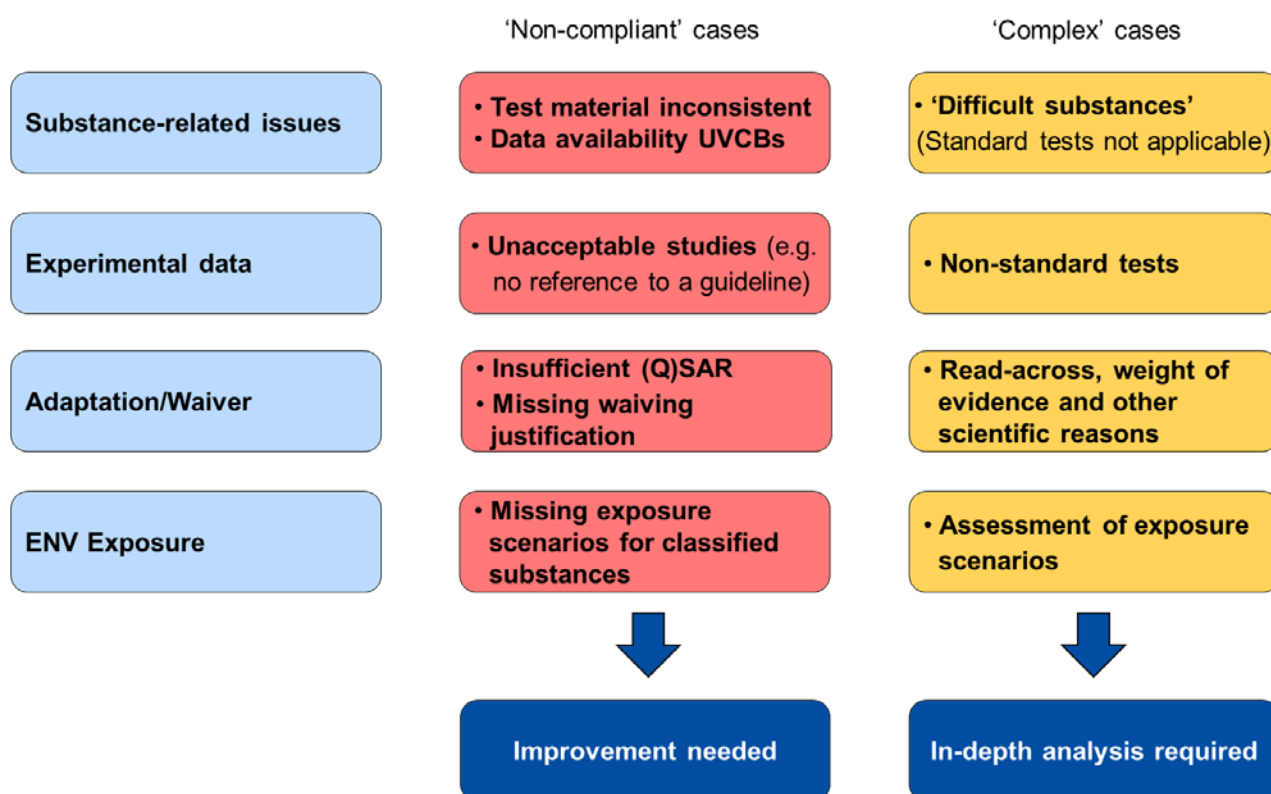 ‘Non-compliant’ cases
‘Complex’ cases
Substance-related issues
• Test material inconsistent
• Data availability UVCBs
• ‘Difficult substances’
(Standard tests not applicable)
Experimental data
• Unacceptable studies (e.g.
no reference to a guideline)
• Non-standard tests
Adaptation/Waiver
• Insufficient (Q)SAR
• Missing waiving
justification
• Read-across, weight of
evidence and other
scientific reasons
ENV Exposure
• Missing exposure
scenarios for classified
substances
• Assessment of exposure
scenarios
Improvement needed
In-depth analysis required